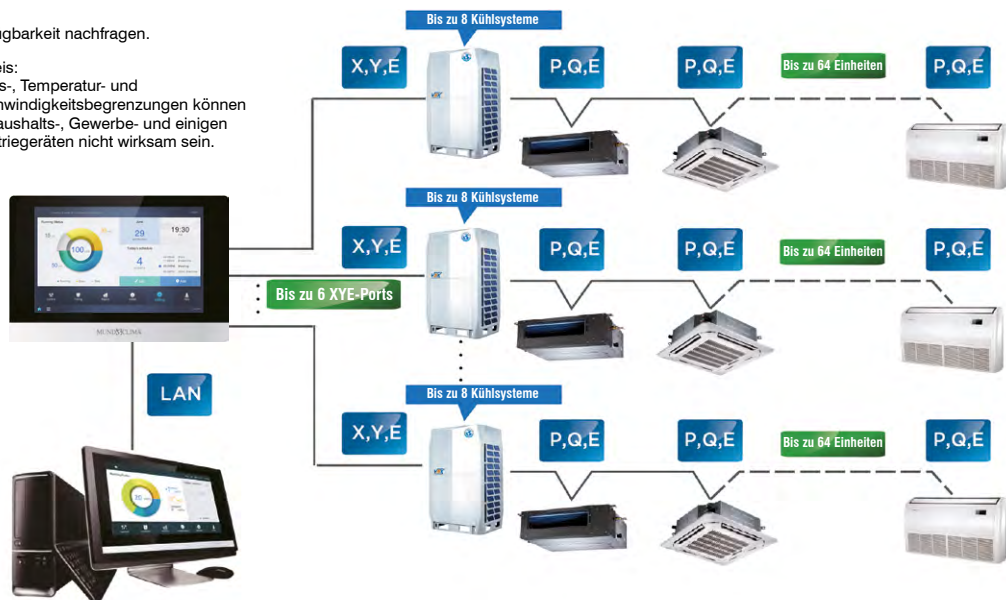 ügbarkeit nachfragen.
eis:
s-, Temperatur- und
hwindigkeitsbegrenzungen können
aushalts-, Gewerbe- und einigen
triegeräten nicht wirksam sein.
Bis zu 8 Kühlsysteme
X,Y,E
P,Q,E
P,Q,E
Bis zu 64 Einheiten
P,Q,E
Bis zu 8 Kühlsysteme
X,Y,E
P,Q,E
P,Q,E
Bis zu 64 Einheiten
P,Q,E
19:30
29
100
4
MUNDOCLIMA
Bis zu 6 XYE-Ports
LAN
Bis zu 8 Kühlsysteme
X,Y,E
P,Q,E
P,Q,E
Bis zu 64 Einheiten
P,Q,E
20